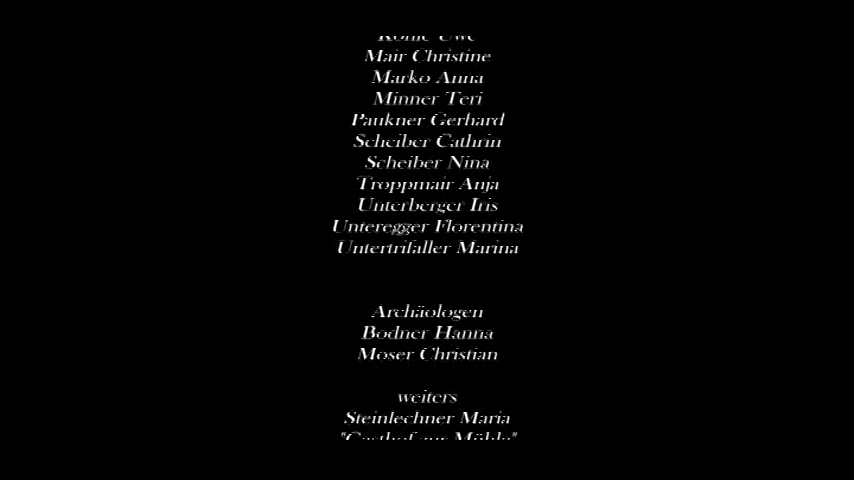 Mair Christine
Marko Anna
Minner Teri
Paukner Gerhard
Scheiber Cathrin
Scheiber Nina
Troppmair Anja
Unterberger Iris
Unteregger Florentina
Untertrifaller Marina
Archäologen
Bodner Hanna
Moser Christian
weiters
Steinlechner Maria